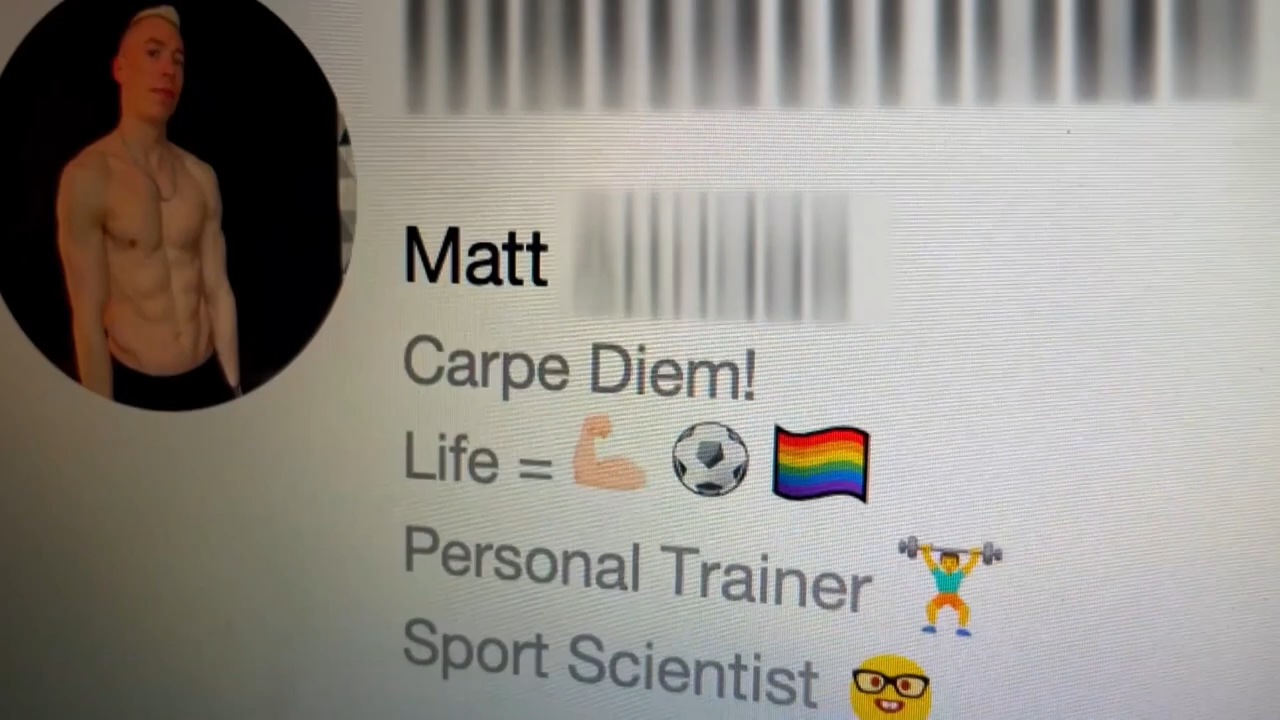 Matt
Carpe Diem!
Life = 💪🏻 ⚽ 🏳️‍🌈
Personal Trainer 🏋️
Sport Scientist 🤓